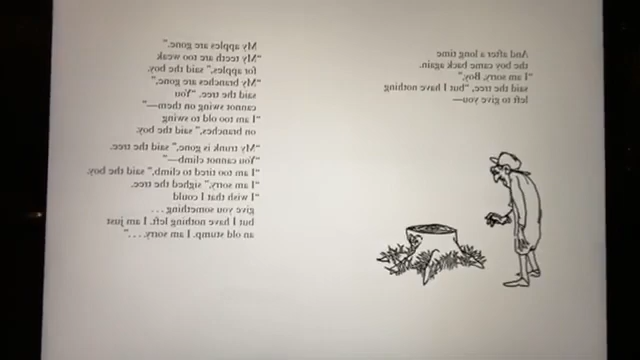 And after a long time
the boy came back again.
"I am sorry, Boy,"
said the tree, "but I have nothing
left to give you—
My apples are gone."
"My teeth are too weak
for apples," said the boy.
"My branches are gone,"
said the tree. "You
cannot swing on them—"
"I am too old to swing
on branches," said the boy.
"My trunk is gone," said the tree.
"You cannot climb—"
"I am too tired to climb," said the boy.
"I am sorry," sighed the tree.
"I wish that I could
give you something . . .
but I have nothing left. I am just
an old stump. I am sorry. . . ."